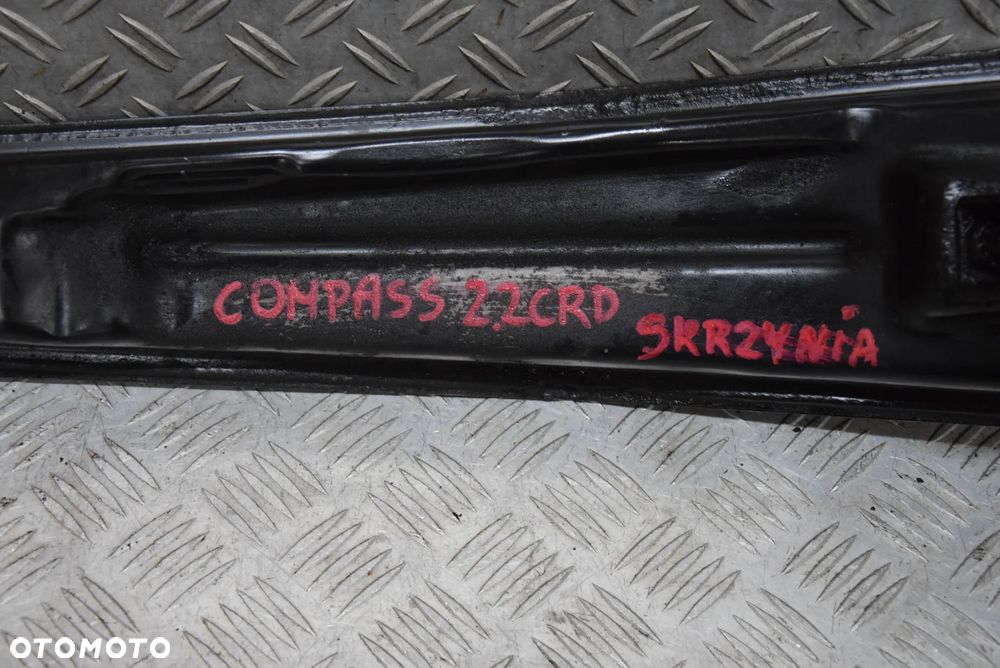 COMPASS 2.2CRD SKRZYNiA
OTOMOTO